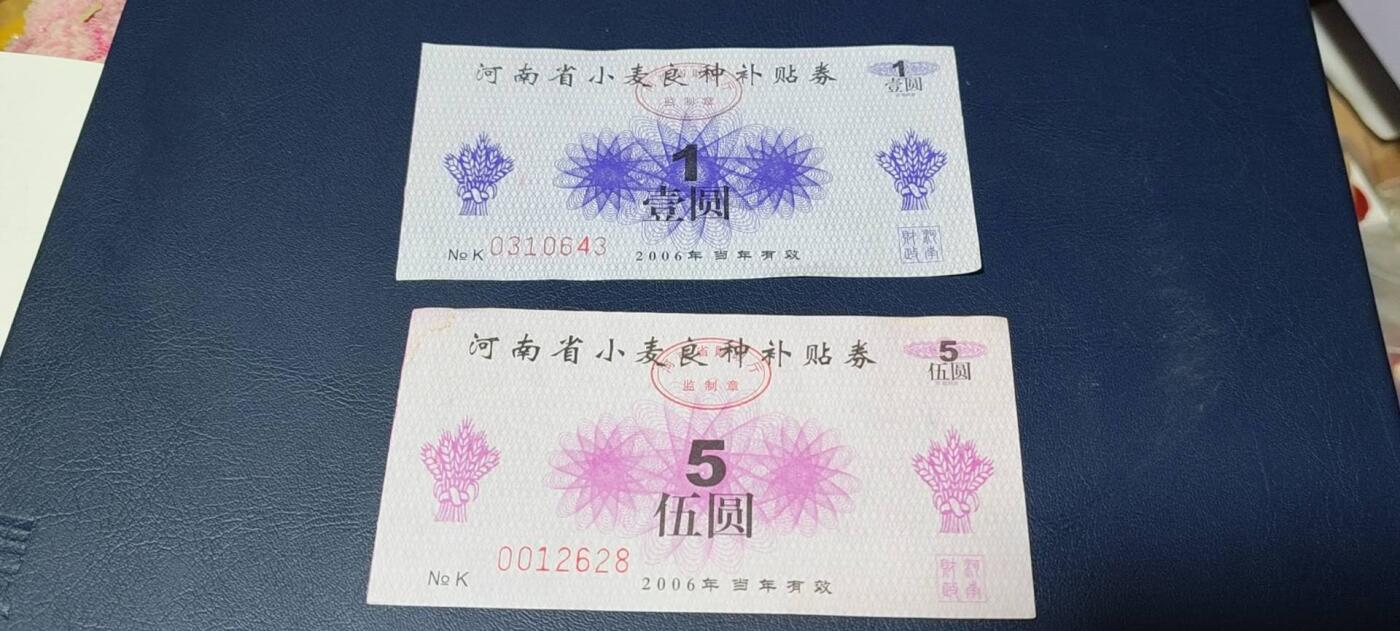 河南省小麦良种补贴券
1
壹圆
监制章
1
壹圆
№ K 0310643
2006年 当年有效
河南
财政
河南省小麦良种补贴券
5
伍圆
监制章
5
伍圆
№ K 0012628
2006年 当年有效
河南
财政